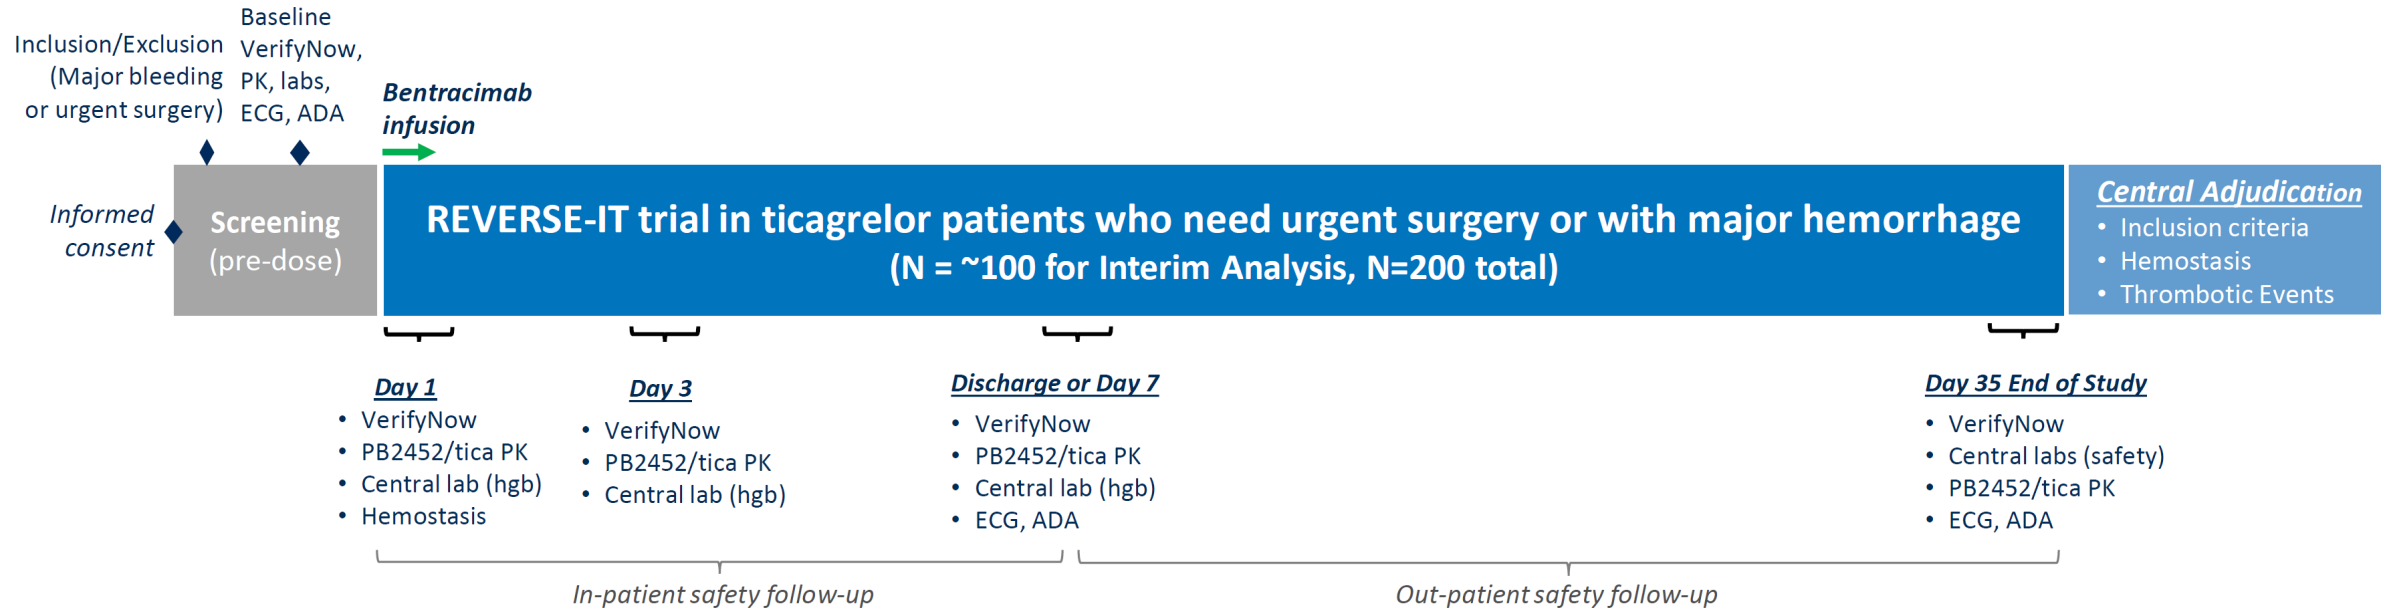 Inclusion/Exclusion
(Major bleeding
or urgent surgery)
Baseline
VerifyNow,
PK, labs,
ECG, ADA
Bentracimab
infusion
Informed
consent
Screening
(pre-dose)
REVERSE-IT trial in ticagrelor patients who need urgent surgery or with major hemorrhage
(N = ~100 for Interim Analysis, N=200 total)
Central Adjudication
• Inclusion criteria
• Hemostasis
• Thrombotic Events
Day 1
• VerifyNow
• PB2452/tica PK
• Central lab (hgb)
• Hemostasis
Day 3
• VerifyNow
• PB2452/tica PK
• Central lab (hgb)
Discharge or Day 7
• VerifyNow
• PB2452/tica PK
• Central lab (hgb)
• ECG, ADA
Day 35 End of Study
• VerifyNow
• Central labs (safety)
• PB2452/tica PK
• ECG, ADA
In-patient safety follow-up
Out-patient safety follow-up